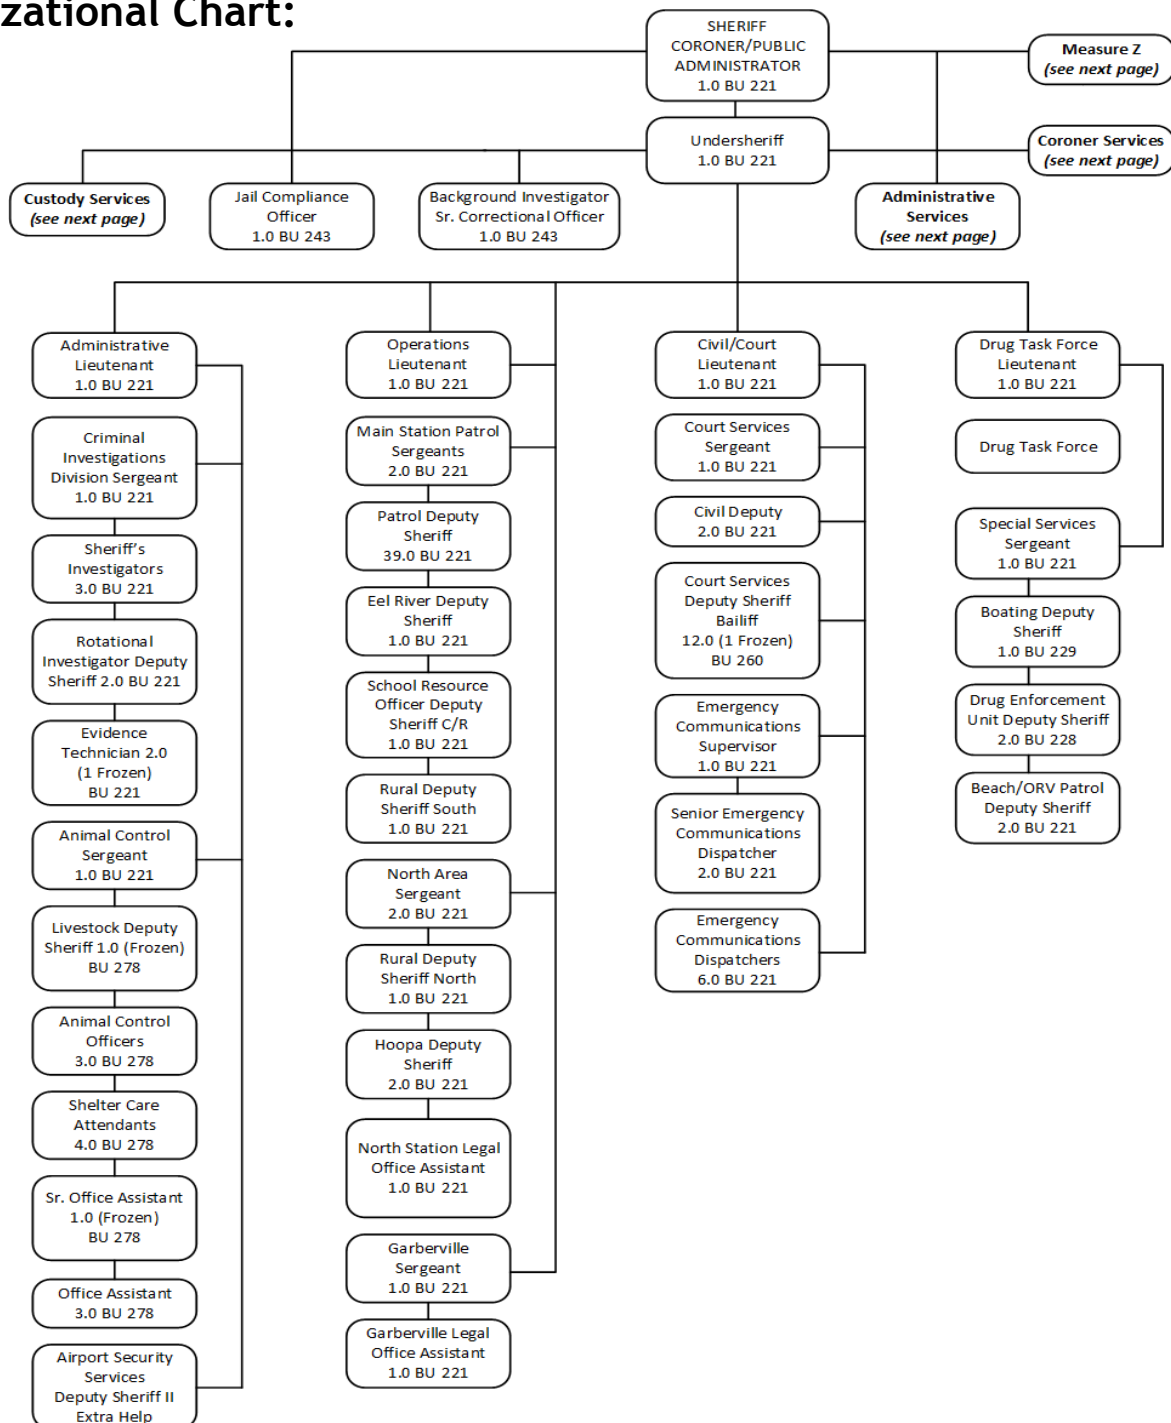 zational Chart:
SHERIFF
CORONER/PUBLIC
ADMINISTRATOR
1.0 BU 221
Measure Z
(see next page)
Undersheriff
1.0 BU 221
Coroner Services
(see next page)
Custody Services
(see next page)
Jail Compliance
Officer
1.0 BU 243
Background Investigator
Sr. Correctional Officer
1.0 BU 243
Administrative
Services
(see next page)
Administrative
Lieutenant
1.0 BU 221
Criminal
Investigations
Division Sergeant
1.0 BU 221
Sheriff’s
Investigators
3.0 BU 221
Rotational
Investigator Deputy
Sheriff 2.0 BU 221
Evidence
Technician 2.0
(1 Frozen)
BU 221
Animal Control
Sergeant
1.0 BU 221
Livestock Deputy
Sheriff 1.0 (Frozen)
BU 278
Animal Control
Officers
3.0 BU 278
Shelter Care
Attendants
4.0 BU 278
Sr. Office Assistant
1.0 (Frozen)
BU 278
Office Assistant
3.0 BU 278
Airport Security
Services
Deputy Sheriff II
Extra Help
Operations
Lieutenant
1.0 BU 221
Main Station Patrol
Sergeants
2.0 BU 221
Patrol Deputy
Sheriff
39.0 BU 221
Eel River Deputy
Sheriff
1.0 BU 221
School Resource
Officer Deputy
Sheriff C/R
1.0 BU 221
Rural Deputy
Sheriff South
1.0 BU 221
North Area
Sergeant
2.0 BU 221
Rural Deputy
Sheriff North
1.0 BU 221
Hoopa Deputy
Sheriff
2.0 BU 221
North Station Legal
Office Assistant
1.0 BU 221
Garberville
Sergeant
1.0 BU 221
Garberville Legal
Office Assistant
1.0 BU 221
Civil/Court
Lieutenant
1.0 BU 221
Court Services
Sergeant
1.0 BU 221
Civil Deputy
2.0 BU 221
Court Services
Deputy Sheriff
Bailiff
12.0 (1 Frozen)
BU 260
Emergency
Communications
Supervisor
1.0 BU 221
Senior Emergency
Communications
Dispatcher
2.0 BU 221
Emergency
Communications
Dispatchers
6.0 BU 221
Drug Task Force
Lieutenant
1.0 BU 221
Drug Task Force
Special Services
Sergeant
1.0 BU 221
Boating Deputy
Sheriff
1.0 BU 229
Drug Enforcement
Unit Deputy Sheriff
2.0 BU 228
Beach/ORV Patrol
Deputy Sheriff
2.0 BU 221